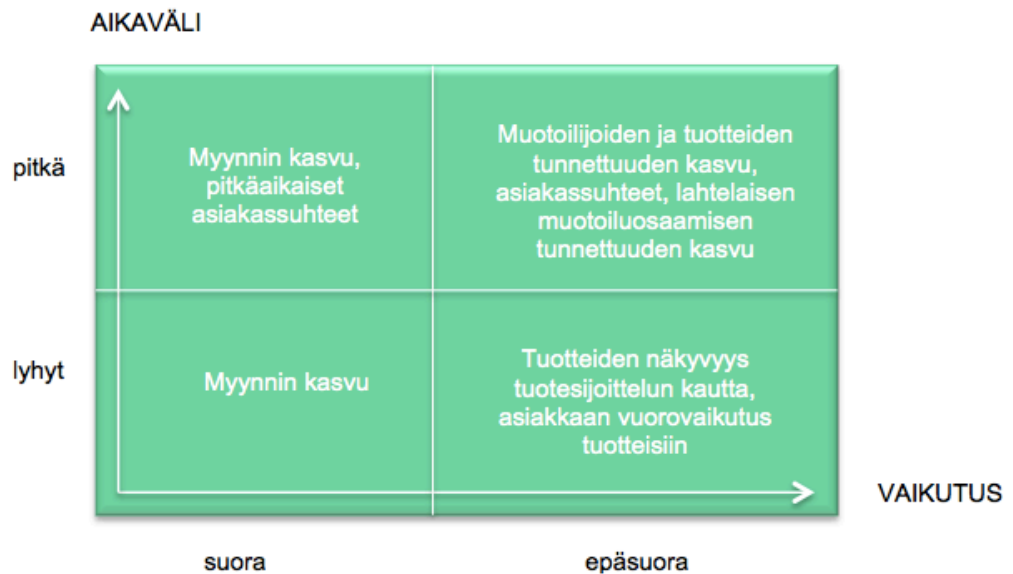 AIKAVÄLI
pitkä
Myynnin kasvu,
pitkäaikaiset
asiakassuhteet
Muotoilijoiden ja tuotteiden
tunnettuuden kasvu,
asiakassuhteet, lahtelaisen
muotoiluosaamisen
tunnettuuden kasvu
lyhyt
Myynnin kasvu
Tuotteiden näkyvyys
tuotesijoittelun kautta,
asiakkaan vuorovaikutus
tuotteisiin
VAIKUTUS
suora
epäsuora